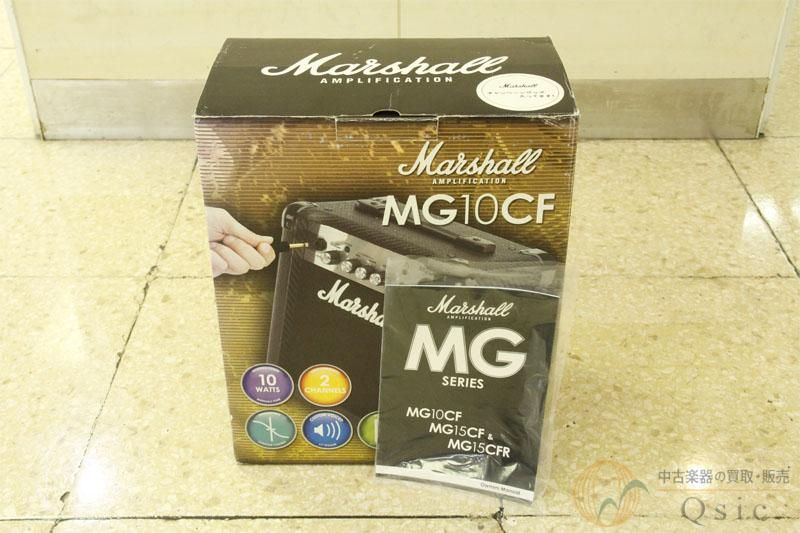 Marshall
AMPLIFICATION
Marshall
Marshall
AMPLIFICATION
MG10CF
Marshall
10
WATTS
2
CHANNELS
Marshall
AMPLIFICATION
MG
SERIES
MG10CF
MG15CF &
MG15CFR
Owners Manual
中古楽器の買取・販売
Qsic